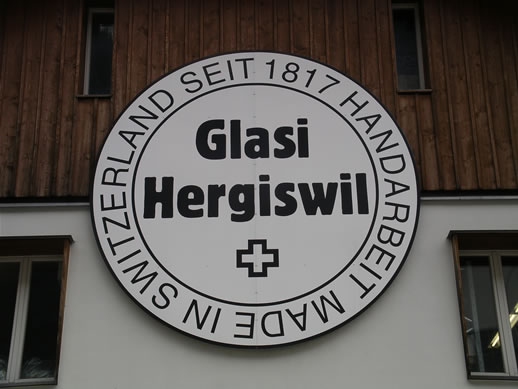 SEIT 1817 HANDARBEIT MADE IN SWITZERLAND
Glasi
Hergiswil